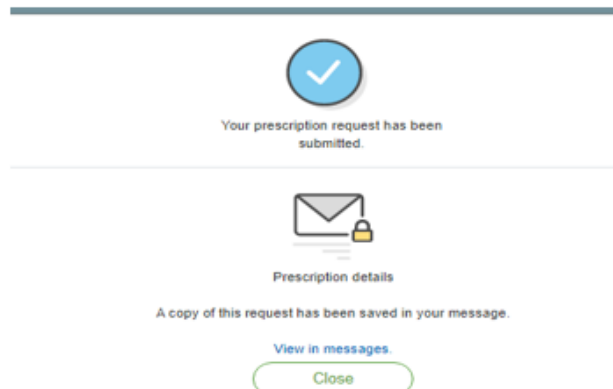 Your prescription request has been
submitted.
Prescription details
A copy of this request has been saved in your message.
View in messages.
Close